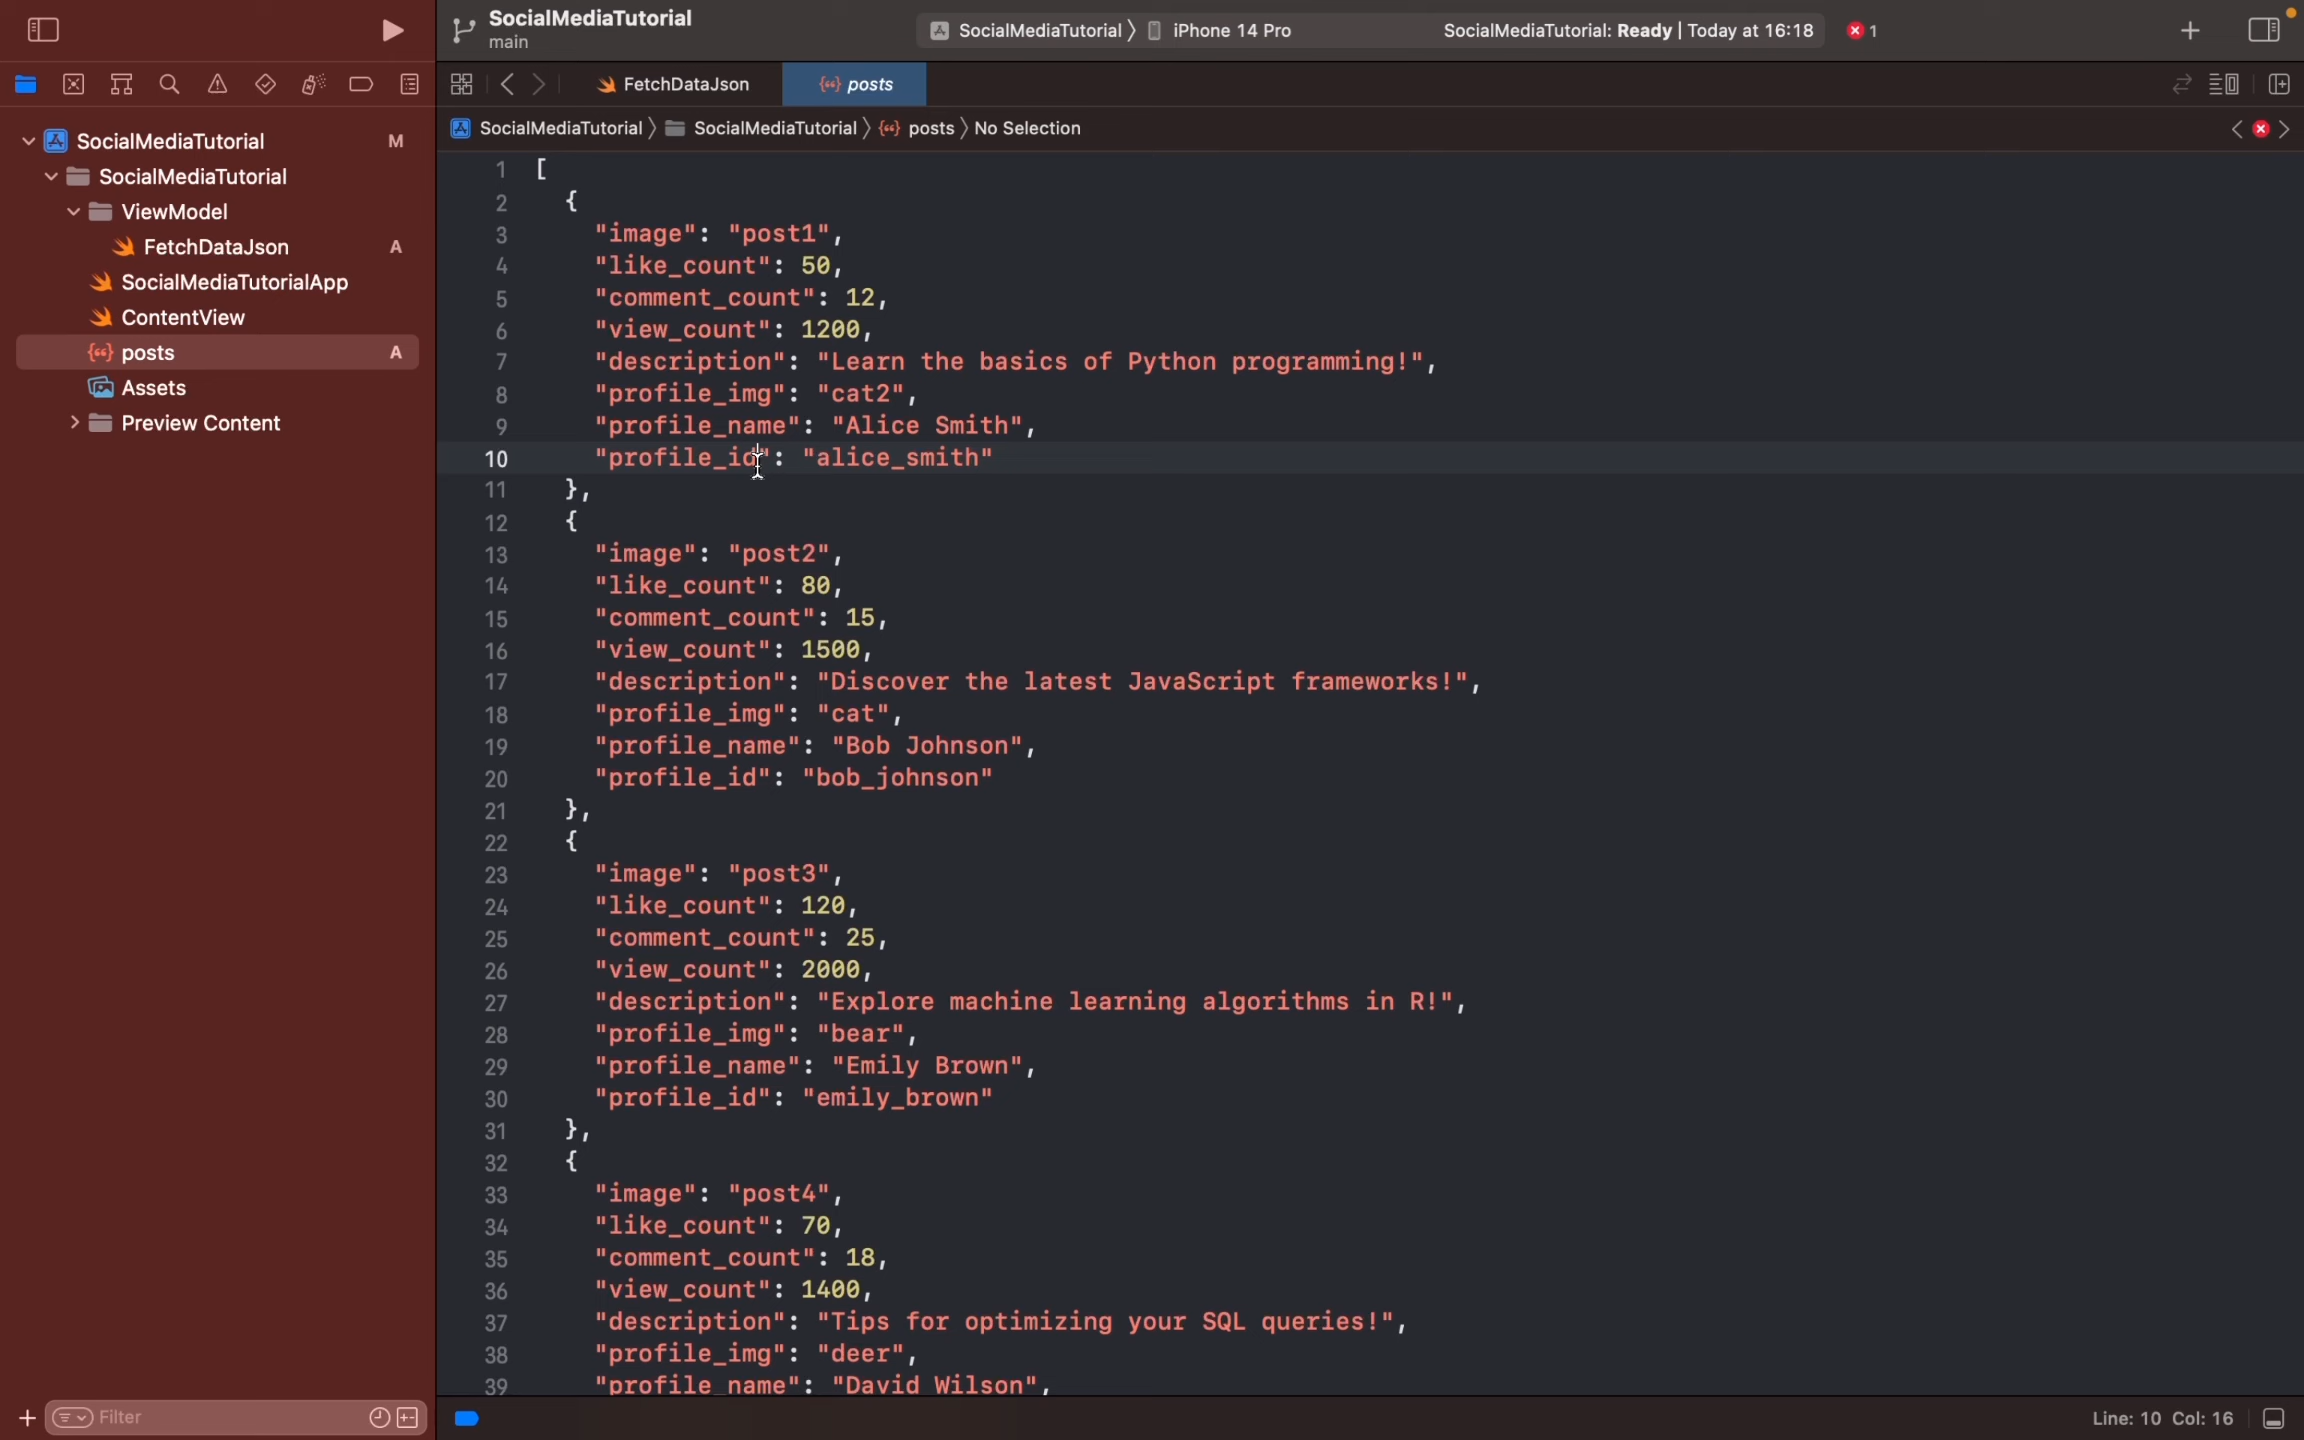 SocialMediaTutorial
main
SocialMediaTutorial 〉 iPhone 14 Pro
SocialMediaTutorial: Ready | Today at 16:18
1
FetchDataJson
posts
SocialMediaTutorial 〉 SocialMediaTutorial 〉 posts 〉 No Selection
SocialMediaTutorial M
SocialMediaTutorial
ViewModel
FetchDataJson A
SocialMediaTutorialApp
ContentView
posts A
Assets
Preview Content
Filter
1 [
2 {
3 "image": "post1",
4 "like_count": 50,
5 "comment_count": 12,
6 "view_count": 1200,
7 "description": "Learn the basics of Python programming!",
8 "profile_img": "cat2",
9 "profile_name": "Alice Smith",
10 "profile_id": "alice_smith"
11 },
12 {
13 "image": "post2",
14 "like_count": 80,
15 "comment_count": 15,
16 "view_count": 1500,
17 "description": "Discover the latest JavaScript frameworks!",
18 "profile_img": "cat",
19 "profile_name": "Bob Johnson",
20 "profile_id": "bob_johnson"
21 },
22 {
23 "image": "post3",
24 "like_count": 120,
25 "comment_count": 25,
26 "view_count": 2000,
27 "description": "Explore machine learning algorithms in R!",
28 "profile_img": "bear",
29 "profile_name": "Emily Brown",
30 "profile_id": "emily_brown"
31 },
32 {
33 "image": "post4",
34 "like_count": 70,
35 "comment_count": 18,
36 "view_count": 1400,
37 "description": "Tips for optimizing your SQL queries!",
38 "profile_img": "deer",
39 "profile_name": "David Wilson",
Line: 10 Col: 16